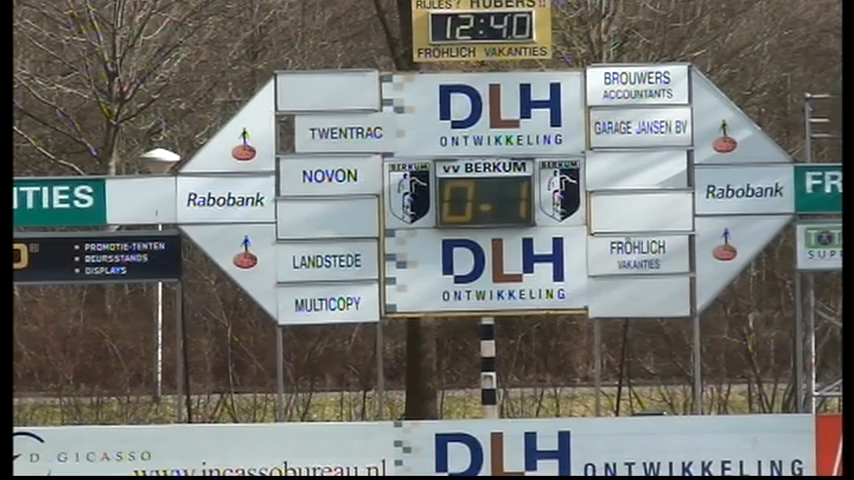 RIJLES? HUBERS!!
12:40
FRÖHLICH VAKANTIES
BROUWERS
ACCOUNTANTS
DLH
ONTWIKKELING
TWENTRAC
GARAGE JANSEN BV
NOVON
BERKUM
vv BERKUM
BERKUM
0-1
ITIES
Rabobank
Rabobank
FR
PROMOTIE-TENTEN
BEURSSTANDS
DISPLAYS
LANDSTEDE
DLH
ONTWIKKELING
FRÖHLICH
VAKANTIES
SUPP
MULTICOPY
D.GICASSO
www.incassobureau.nl
DLH ONTWIKKELING